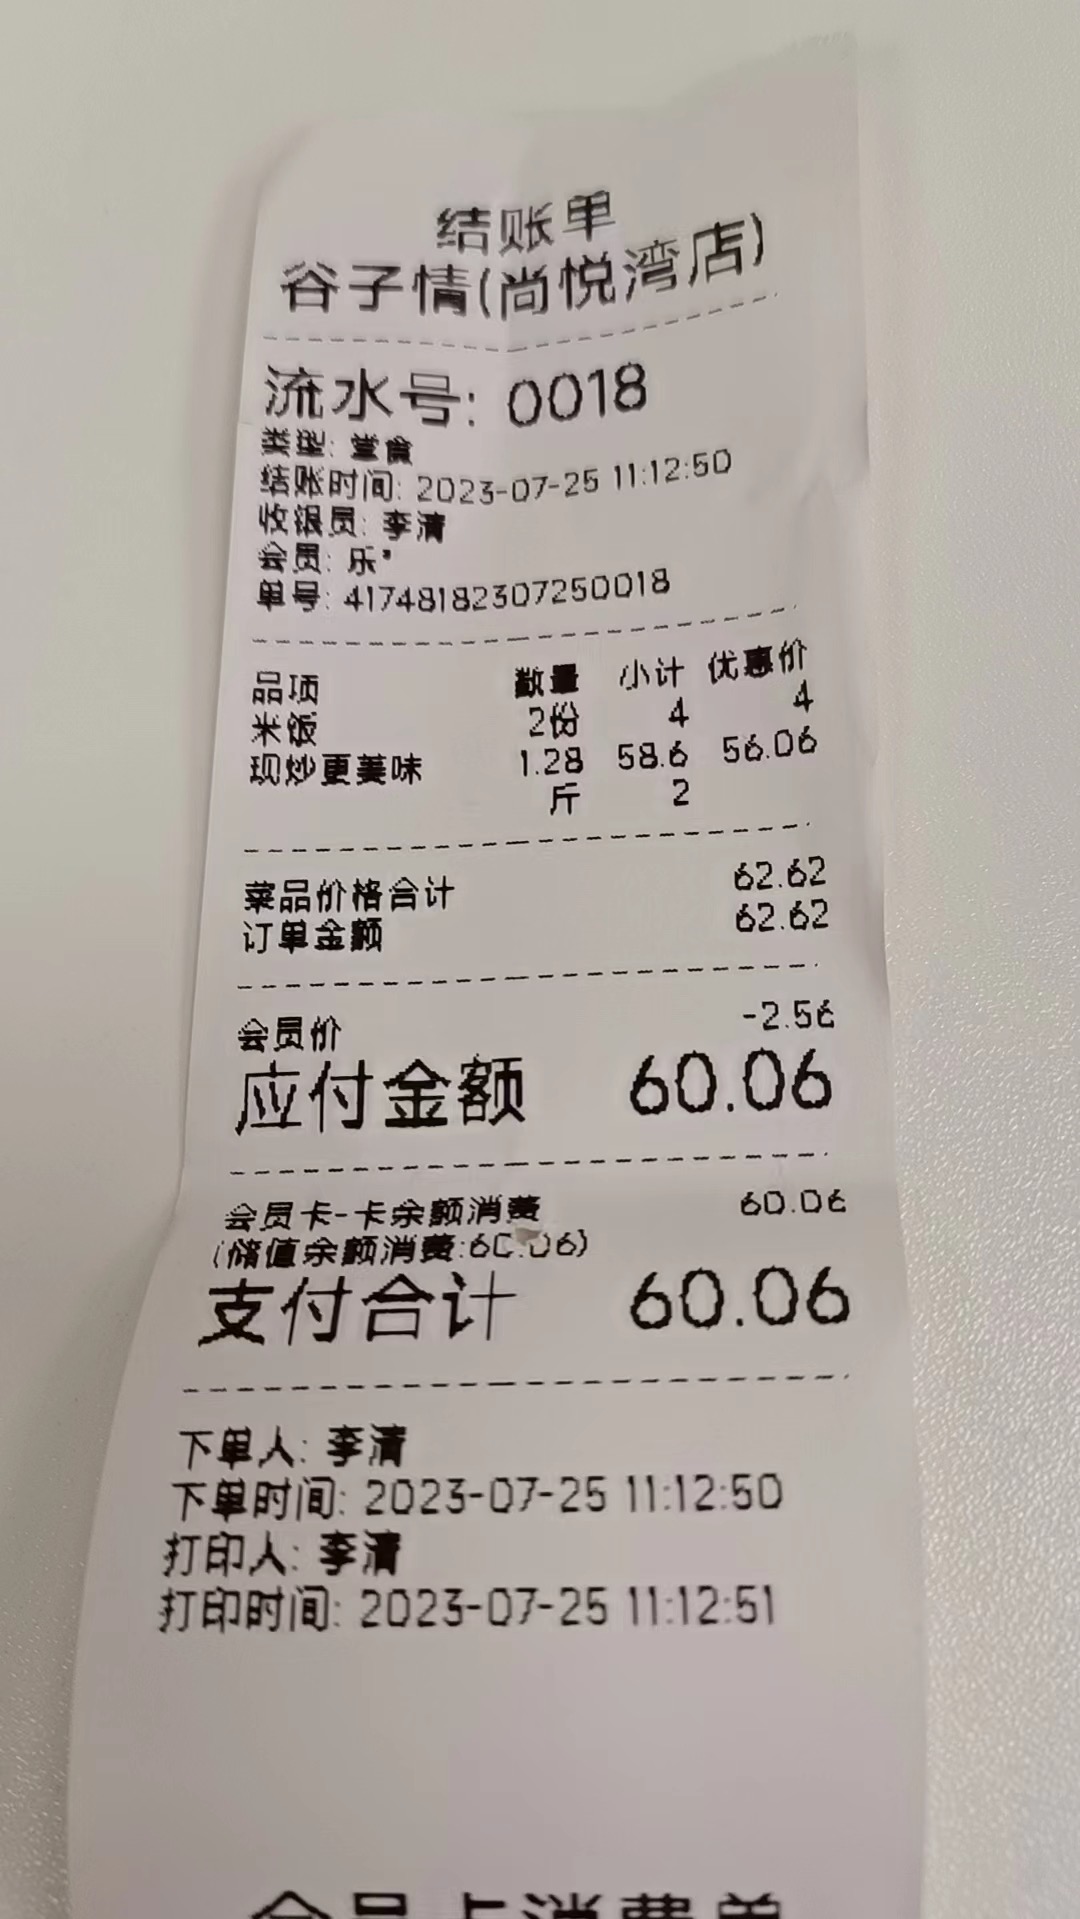 结账单
谷子情(尚悦湾店)
流水号: 0018
类型: 堂食
结账时间: 2023-07-25 11:12:50
收银员: 李清
会员: 乐*
单号: 41748182307250018
品项 数量 小计 优惠价
米饭 2份 4 4
现炒更美味 1.28 58.6 56.06
斤 2
菜品价格合计 62.62
订单金额 62.62
会员价 -2.56
应付金额 60.06
会员卡-卡余额消费 60.06
(储值余额消费:60.06)
支付合计 60.06
下单人: 李清
下单时间: 2023-07-25 11:12:50
打印人: 李清
打印时间: 2023-07-25 11:12:51
会员卡消费单